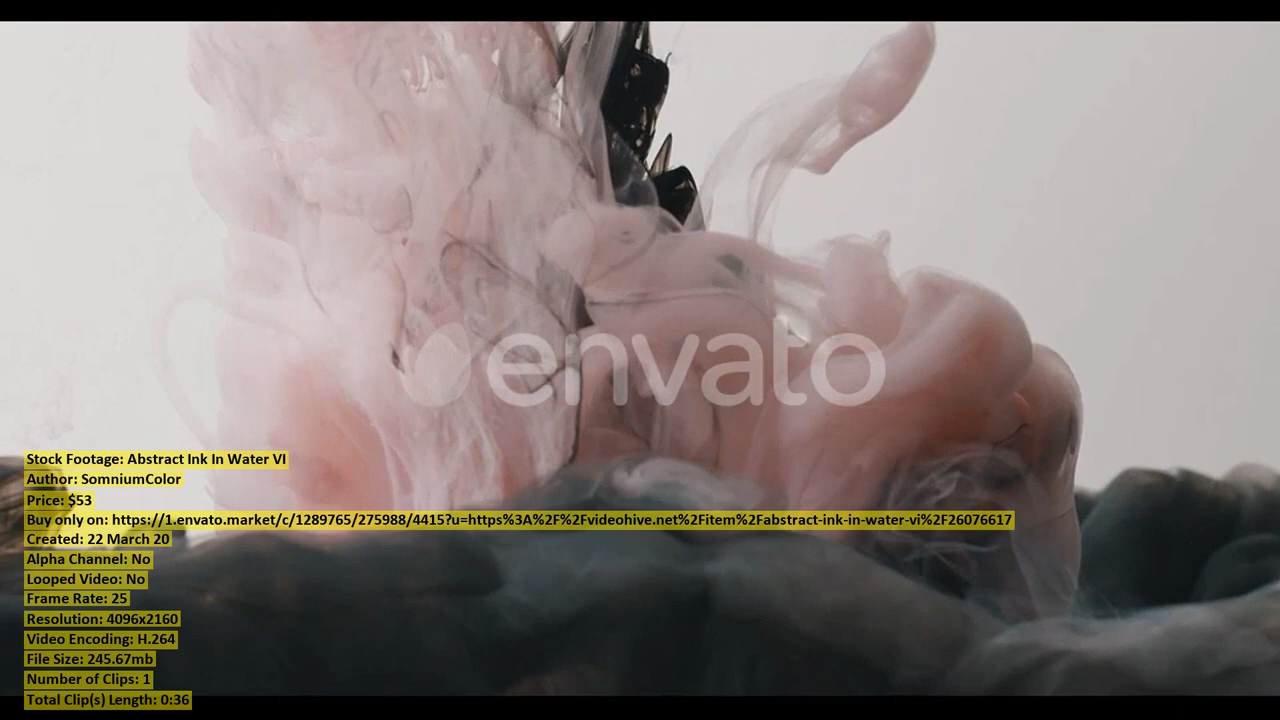 envato
Stock Footage: Abstract Ink In Water VI
Author: SomniumColor
Price: $53
Buy only on: https://1.envato.market/c/1289765/275988/4415?u=https%3A%2F%2Fvideohive.net%2Fitem%2Fabstract-ink-in-water-vi%2F26076617
Created: 22 March 20
Alpha Channel: No
Looped Video: No
Frame Rate: 25
Resolution: 4096x2160
Video Encoding: H.264
File Size: 245.67mb
Number of Clips: 1
Total Clip(s) Length: 0:36